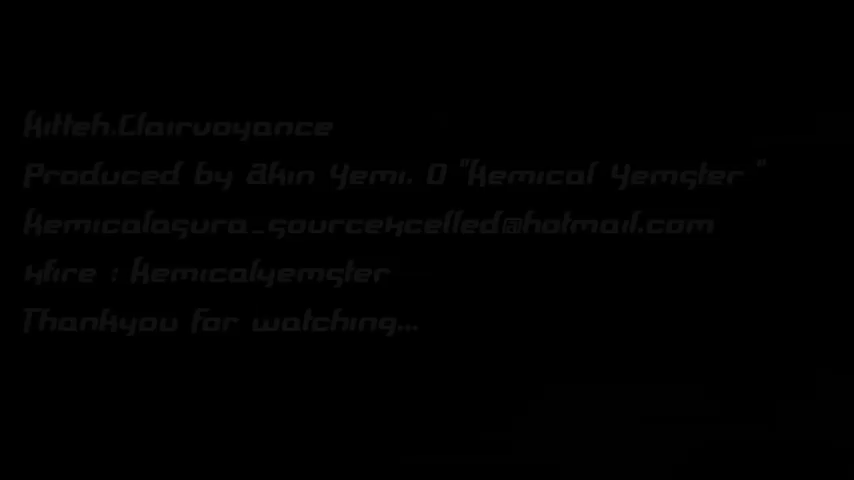 Kitteh.Clairvoyance
Produced by Akin Yemi. O "Kemical Yemster "
kemicalasura_sourcexcelled@hotmail.com
xfire : kemicalyemster
Thankyou for watching...